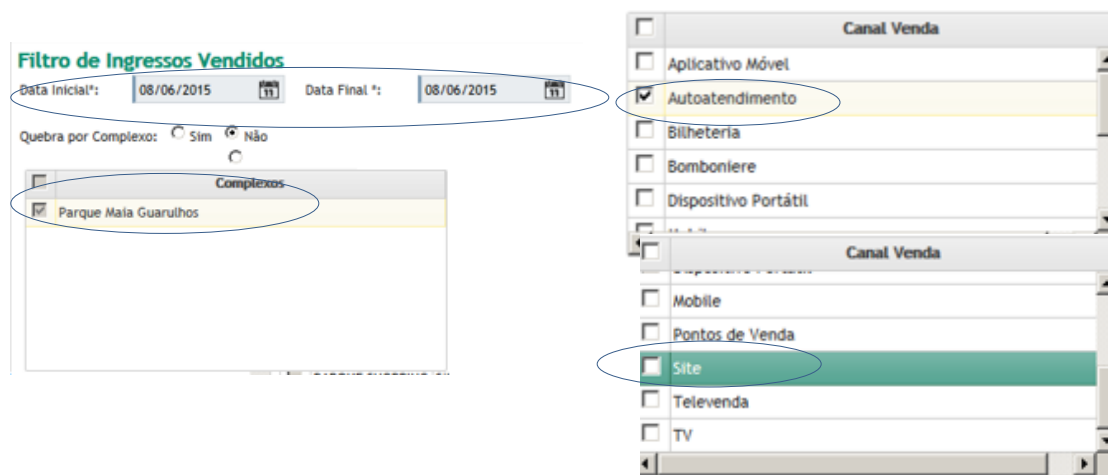 Filtro de Ingressos Vendidos
Data Inicial*: 08/06/2015 11 Data Final *: 08/06/2015 11
Quebra por Complexo: Sim Não
Complexos
Parque Maia Guarulhos
Canal Venda
Aplicativo Móvel
Autoatendimento
Bilheteria
Bomboniere
Dispositivo Portátil
Canal Venda
Mobile
Pontos de Venda
Site
Televenda
TV